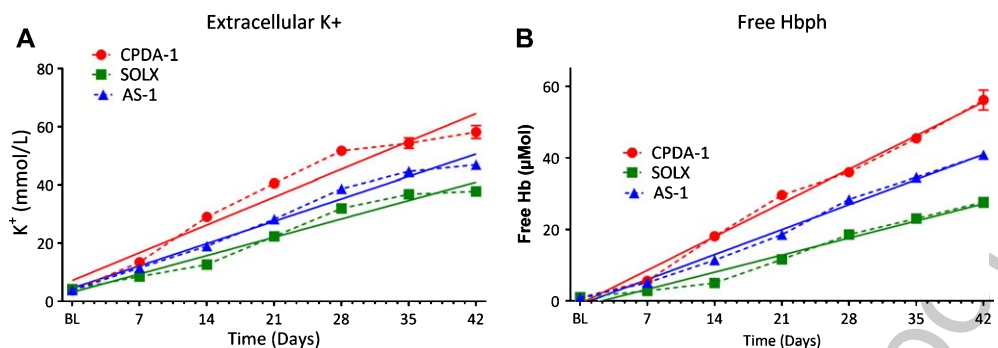 Extracellular K+
A
CPDA-1
SOLX
AS-1
80
60
40
20
0
K⁺ (mmol/L)
BL 7 14 21 28 35 42
Time (Days)
Free Hbph
B
CPDA-1
SOLX
AS-1
60
40
20
0
Free Hb (μMol)
BL 7 14 21 28 35 42
Time (Days)